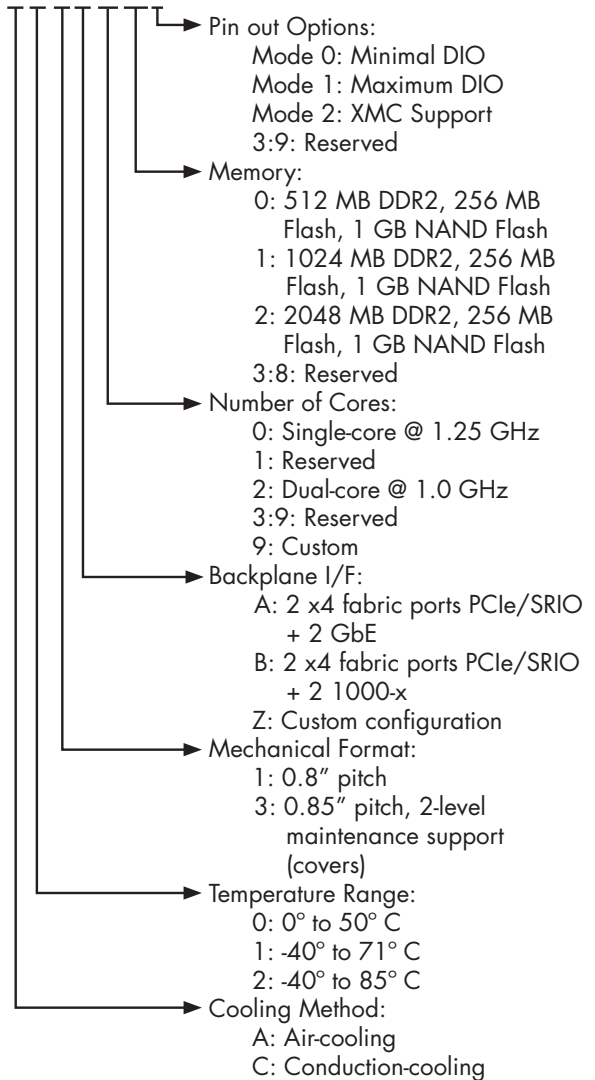 Pin out Options:
Mode 0: Minimal DIO
Mode 1: Maximum DIO
Mode 2: XMC Support
3:9: Reserved
Memory:
0: 512 MB DDR2, 256 MB
Flash, 1 GB NAND Flash
1: 1024 MB DDR2, 256 MB
Flash, 1 GB NAND Flash
2: 2048 MB DDR2, 256 MB
Flash, 1 GB NAND Flash
3:8: Reserved
Number of Cores:
0: Single-core @ 1.25 GHz
1: Reserved
2: Dual-core @ 1.0 GHz
3:9: Reserved
9: Custom
Backplane I/F:
A: 2 x4 fabric ports PCIe/SRIO
+ 2 GbE
B: 2 x4 fabric ports PCIe/SRIO
+ 2 1000-x
Z: Custom configuration
Mechanical Format:
1: 0.8” pitch
3: 0.85” pitch, 2-level
maintenance support
(covers)
Temperature Range:
0: 0º to 50º C
1: -40º to 71º C
2: -40º to 85º C
Cooling Method:
A: Air-cooling
C: Conduction-cooling